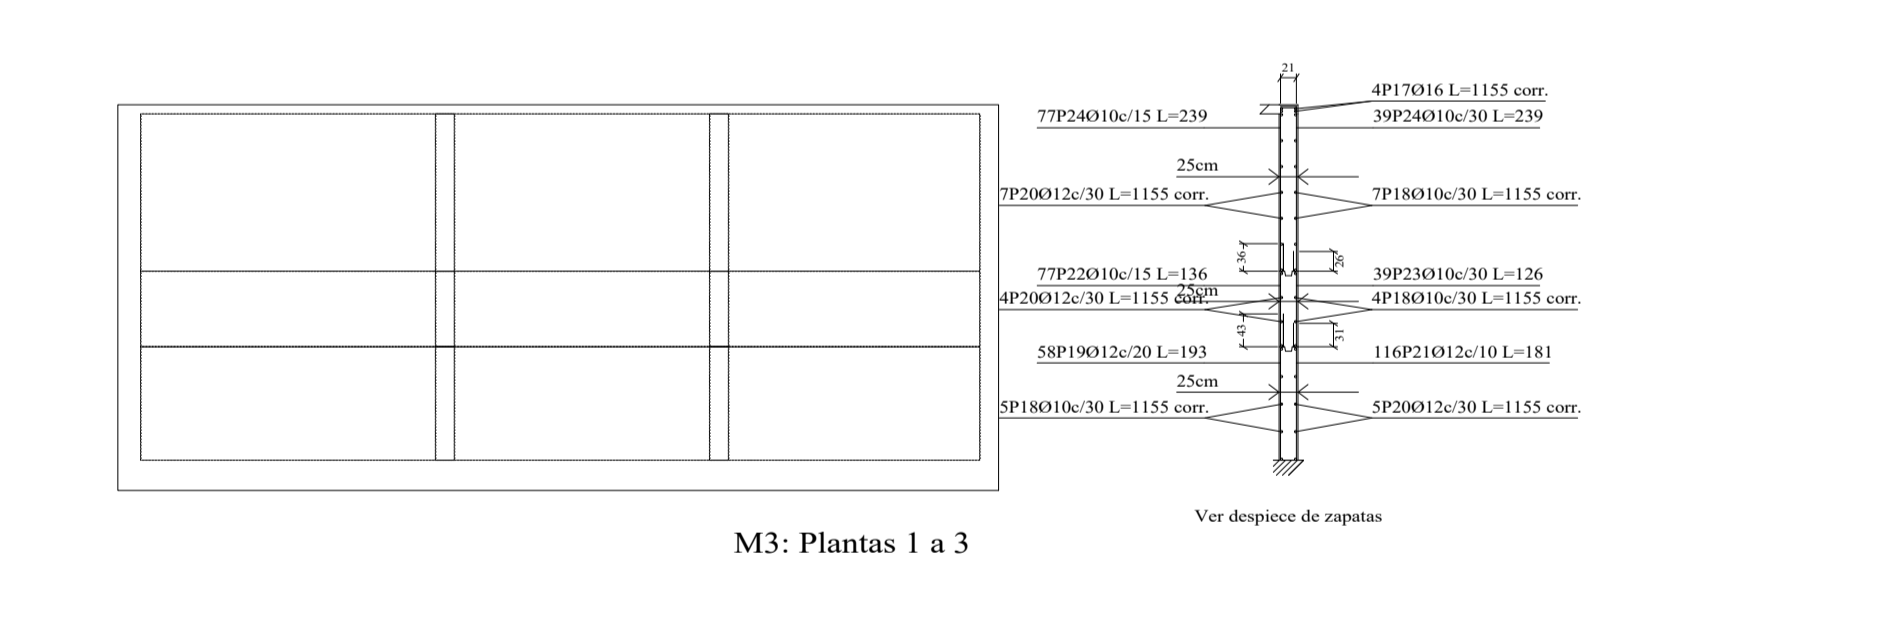 21
4P17Ø16 L=1155 corr.
77P24Ø10c/15 L=239
39P24Ø10c/30 L=239
25cm
7P20Ø12c/30 L=1155 corr.
7P18Ø10c/30 L=1155 corr.
36
26
77P22Ø10c/15 L=136
39P23Ø10c/30 L=126
25cm
4P20Ø12c/30 L=1155 corr.
4P18Ø10c/30 L=1155 corr.
43
31
58P19Ø12c/20 L=193
116P21Ø12c/10 L=181
25cm
5P18Ø10c/30 L=1155 corr.
5P20Ø12c/30 L=1155 corr.
Ver despiece de zapatas
M3: Plantas 1 a 3